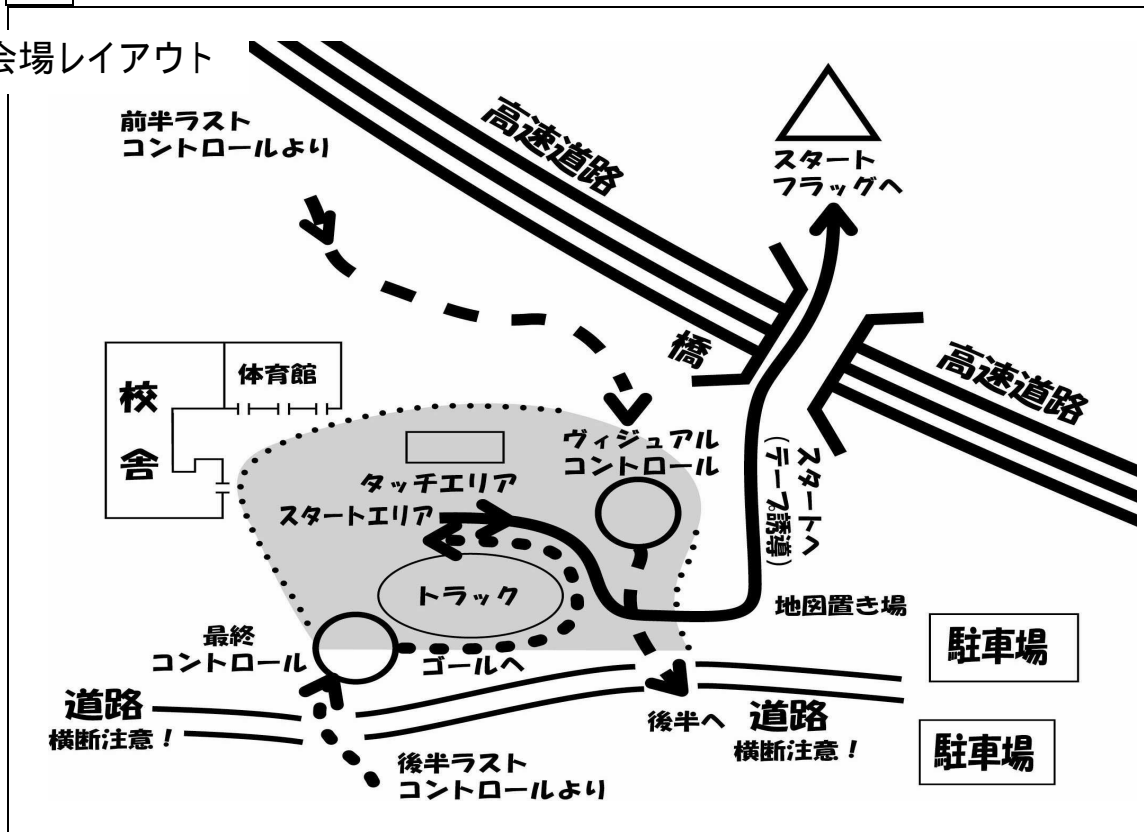 会場レイアウト
前半ラスト
コントロールより
高速道路
スタート
フラッグへ
橋
高速道路
校舎
体育館
ヴィジュアル
コントロール
タッチエリア
スタートエリア
スタートへ
(テープ誘導)
トラック
地図置き場
最終
コントロール
ゴールへ
駐車場
道路
横断注意！
後半へ
道路
横断注意！
駐車場
後半ラスト
コントロールより